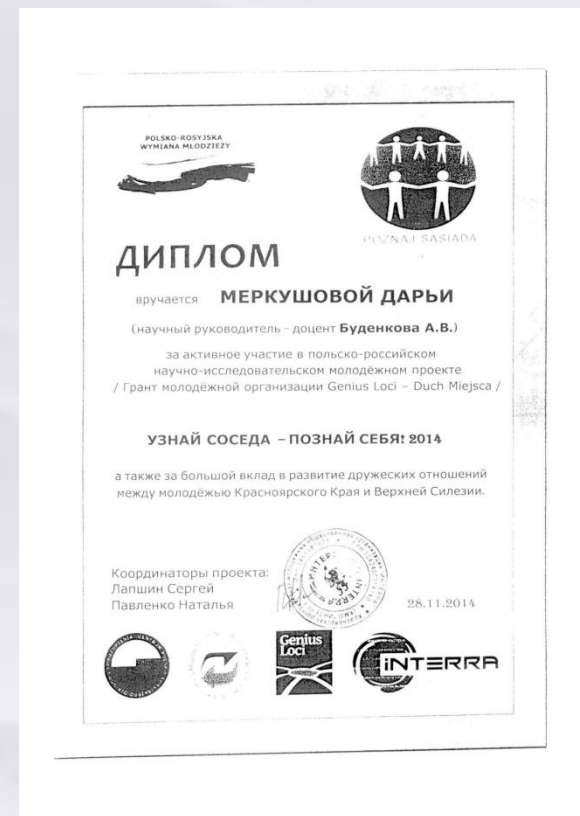 POLSKO-ROSYJSKA
WYMIANA MŁODZIEŻY
POZNAJ SĄSIADA
ДИПЛОМ
вручается МЕРКУШОВОЙ ДАРЬИ
(научный руководитель – доцент Буденкова А.В.)
за активное участие в польско-российском
научно-исследовательском молодёжном проекте
/ Грант молодёжной организации Genius Loci – Duch Miejsca /
УЗНАЙ СОСЕДА – ПОЗНАЙ СЕБЯ! 2014
а также за большой вклад в развитие дружеских отношений
между молодёжью Красноярского Края и Верхней Силезии.
Координаторы проекта:
Лапшин Сергей
Павленко Наталья
INTERRA
28.11.2014
Genius
Loci
iNTERRA